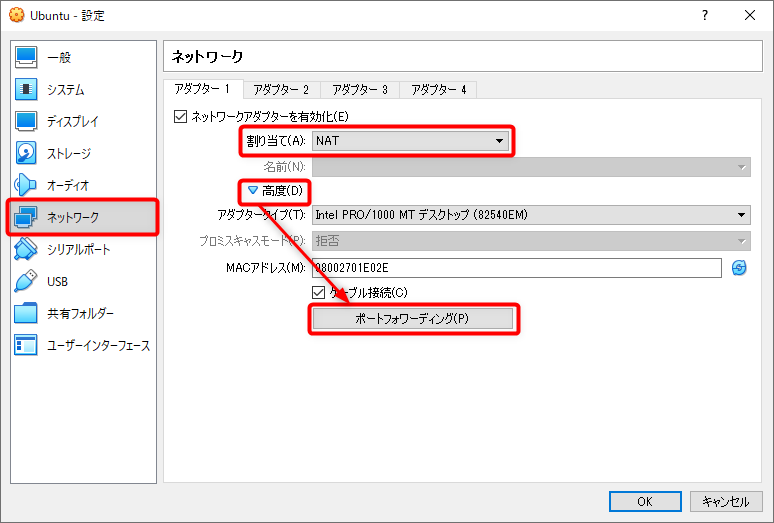 Ubuntu - 設定
一般
システム
ディスプレイ
ストレージ
オーディオ
ネットワーク
シリアルポート
USB
共有フォルダー
ユーザーインターフェース
ネットワーク
アダプター 1 アダプター 2 アダプター 3 アダプター 4
ネットワークアダプターを有効化(E)
割り当て(A): NAT
名前(N):
高度(D)
アダプタータイプ(T): Intel PRO/1000 MT デスクトップ (82540EM)
プロミスキャスモード(P): 拒否
MACアドレス(M): 08002701E02E
ケーブル接続(C)
ポートフォワーディング(P)
OK キャンセル